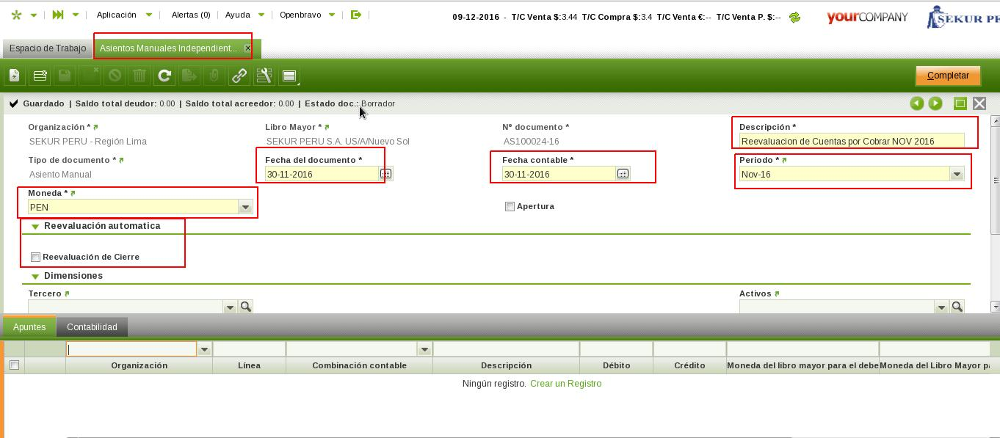 Aplicación Alertas (0) Ayuda Openbravo
09-12-2016 - T/C Venta $:3.44 T/C Compra $:3.4 T/C Venta €:-- T/C Venta P. $:--
yourCOMPANY
SEKUR PE
Espacio de Trabajo Asientos Manuales Independient... x
Completar
Guardado | Saldo total deudor: 0.00 | Saldo total acreedor: 0.00 | Estado doc.: Borrador
Organización * Libro Mayor * Nº documento * Descripción *
SEKUR PERU - Región Lima SEKUR PERU S.A. US/A/Nuevo Sol AS100024-16 Reevaluacion de Cuentas por Cobrar NOV 2016
Tipo de documento * Fecha del documento * Fecha contable * Periodo *
Asiento Manual 30-11-2016 30-11-2016 Nov-16
Moneda *
PEN Apertura
Reevaluación automatica
Reevaluación de Cierre
Dimensiones
Tercero Activos
Apuntes Contabilidad
Organización Línea Combinación contable Descripción Débito Crédito Moneda del libro mayor para el debe Moneda del Libro Mayor pa
Ningún registro. Crear un Registro